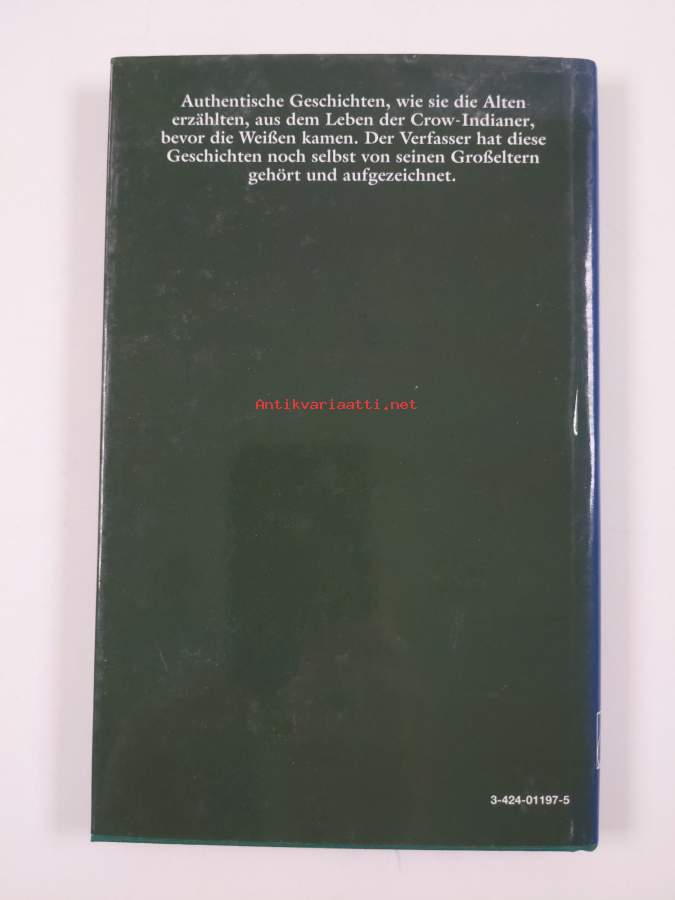 Authentische Geschichten, wie sie die Alten
erzählten, aus dem Leben der Crow-Indianer,
bevor die Weißen kamen. Der Verfasser hat diese
Geschichten noch selbst von seinen Großeltern
gehört und aufgezeichnet.
Antikvariaatti.net
3-424-01197-5